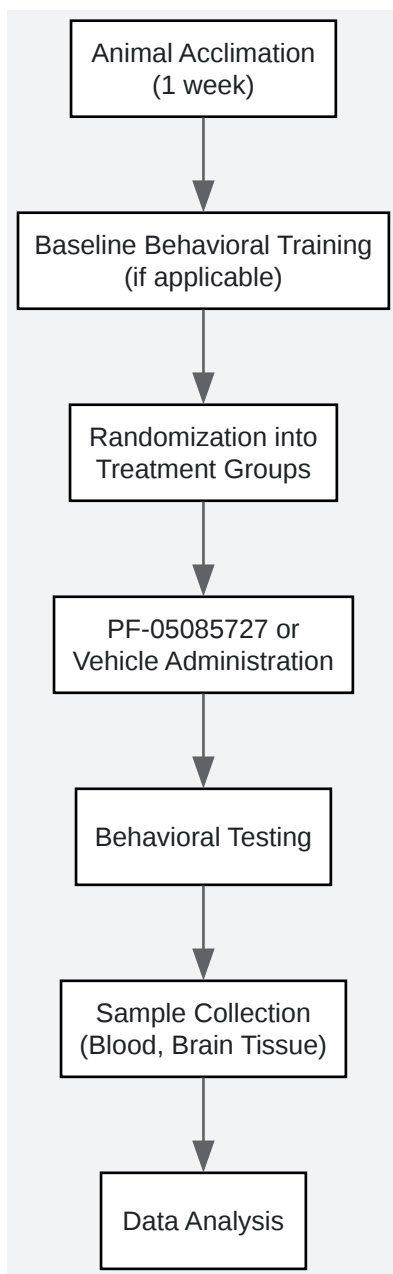 Animal Acclimation
(1 week)
Baseline Behavioral Training
(if applicable)
Randomization into
Treatment Groups
PF-05085727 or
Vehicle Administration
Behavioral Testing
Sample Collection
(Blood, Brain Tissue)
Data Analysis